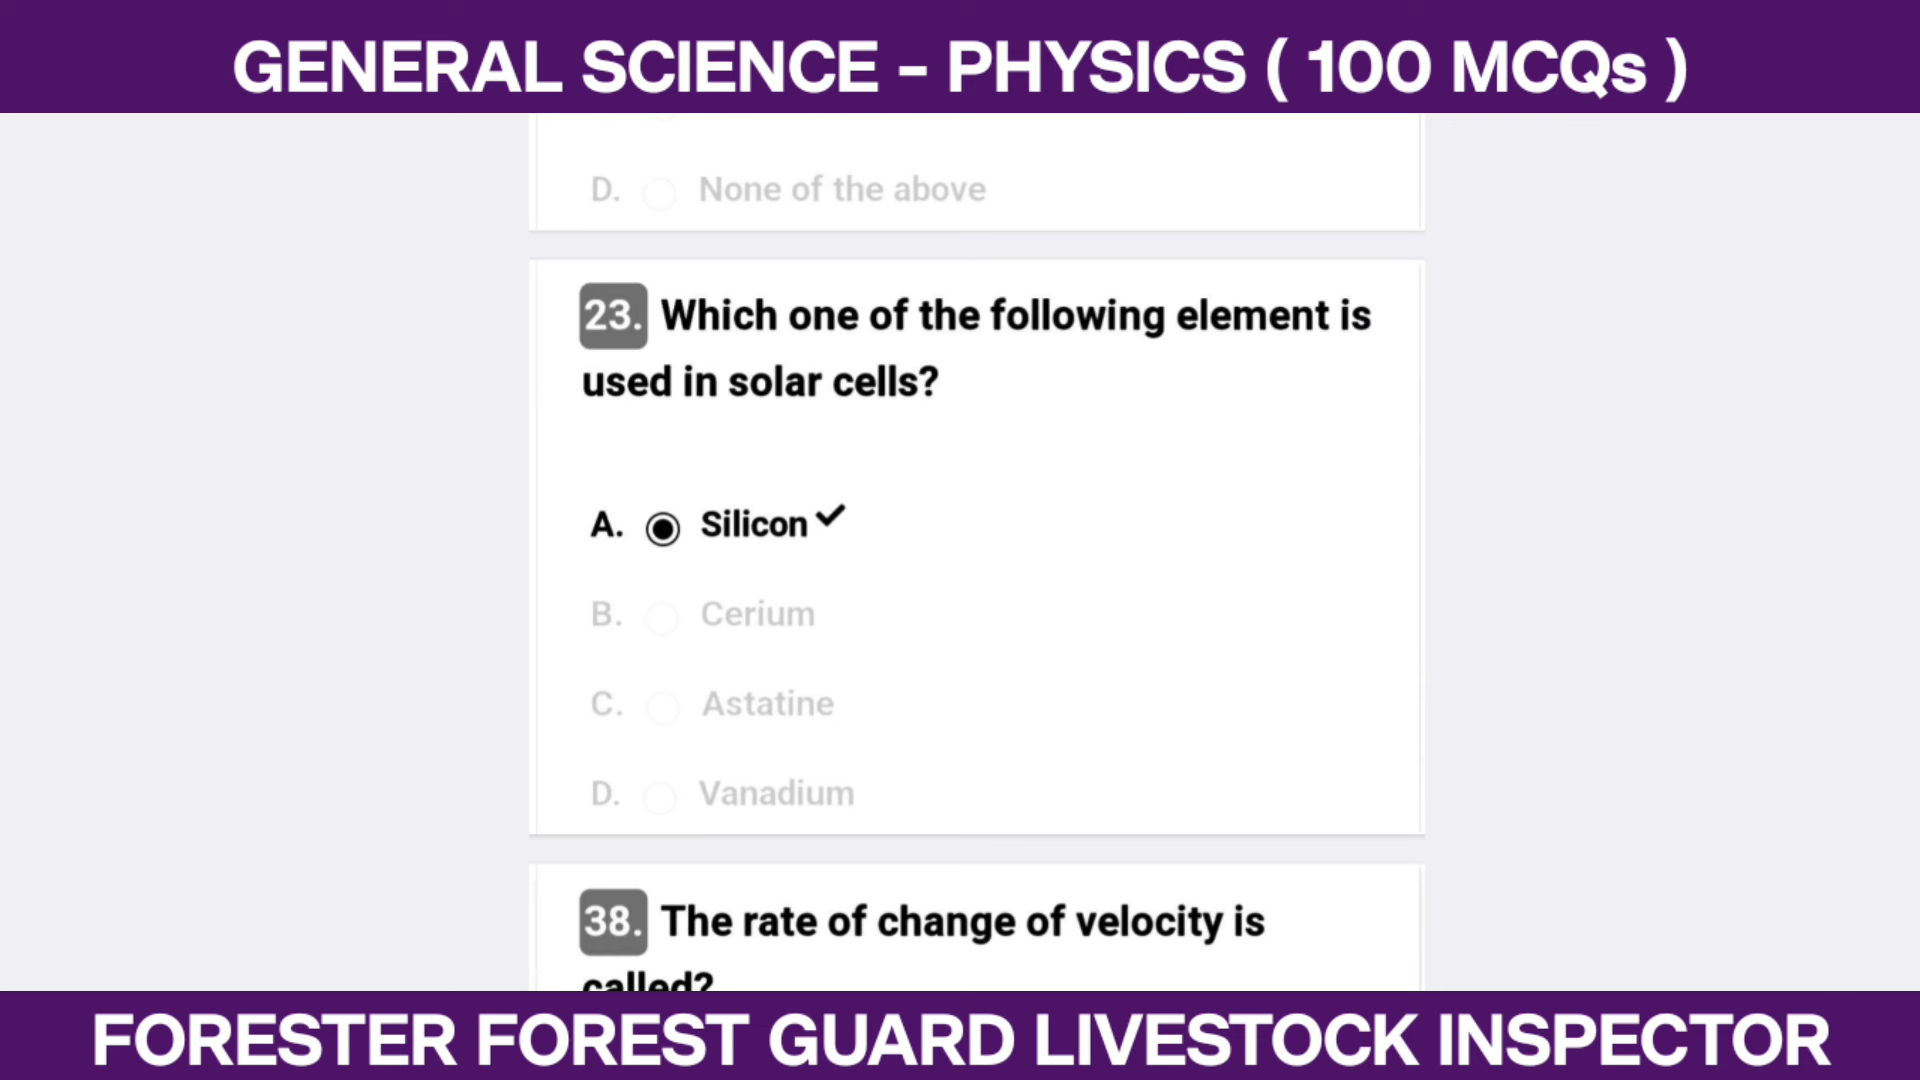 GENERAL SCIENCE - PHYSICS ( 100 MCQs )
D. None of the above
23. Which one of the following element is
used in solar cells?
A. Silicon ✓
B. Cerium
C. Astatine
D. Vanadium
38. The rate of change of velocity is
called?
FORESTER FOREST GUARD LIVESTOCK INSPECTOR